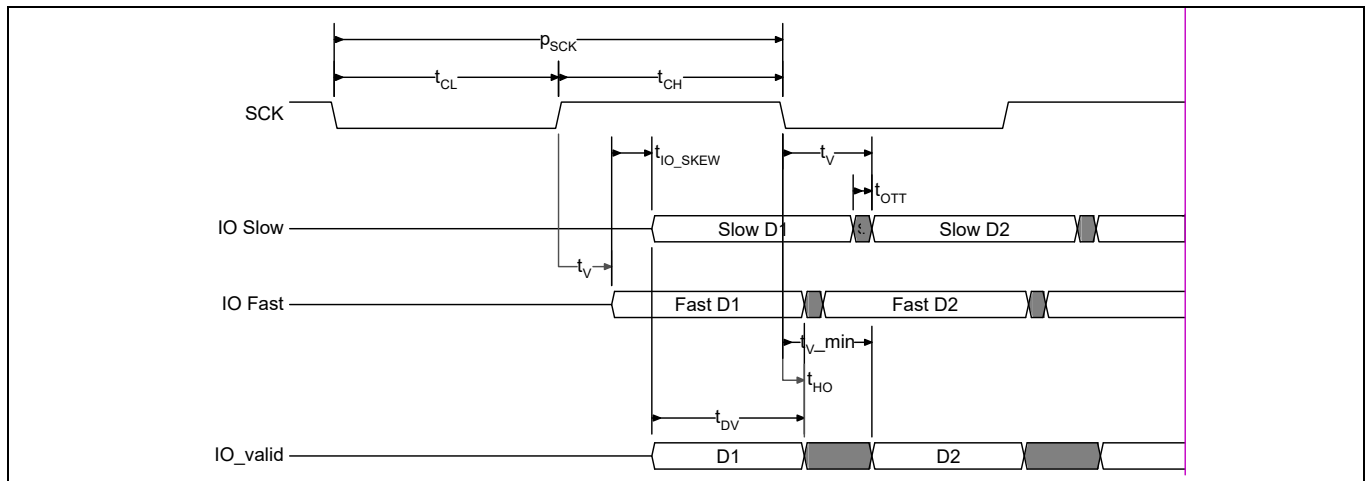 pSCK
tCL tCH
SCK
tIO_SKEW tV
tOTT
IO Slow Slow D1 Slow D2
tV
IO Fast Fast D1 Fast D2
tV_min
tHO
tDV
IO_valid D1 D2